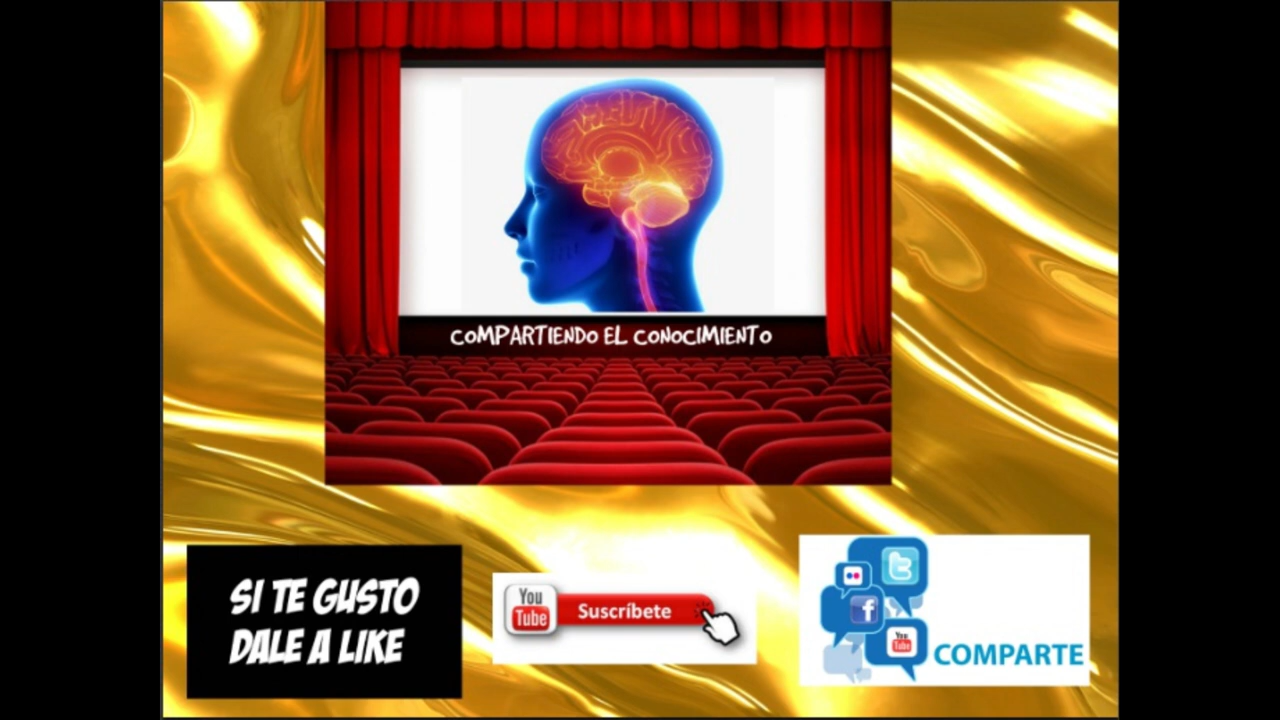 COMPARTIENDO EL CONOCIMIENTO
SI TE GUSTO
DALE A LIKE
You
Tube
Suscríbete
t
f
You
Tube
COMPARTE